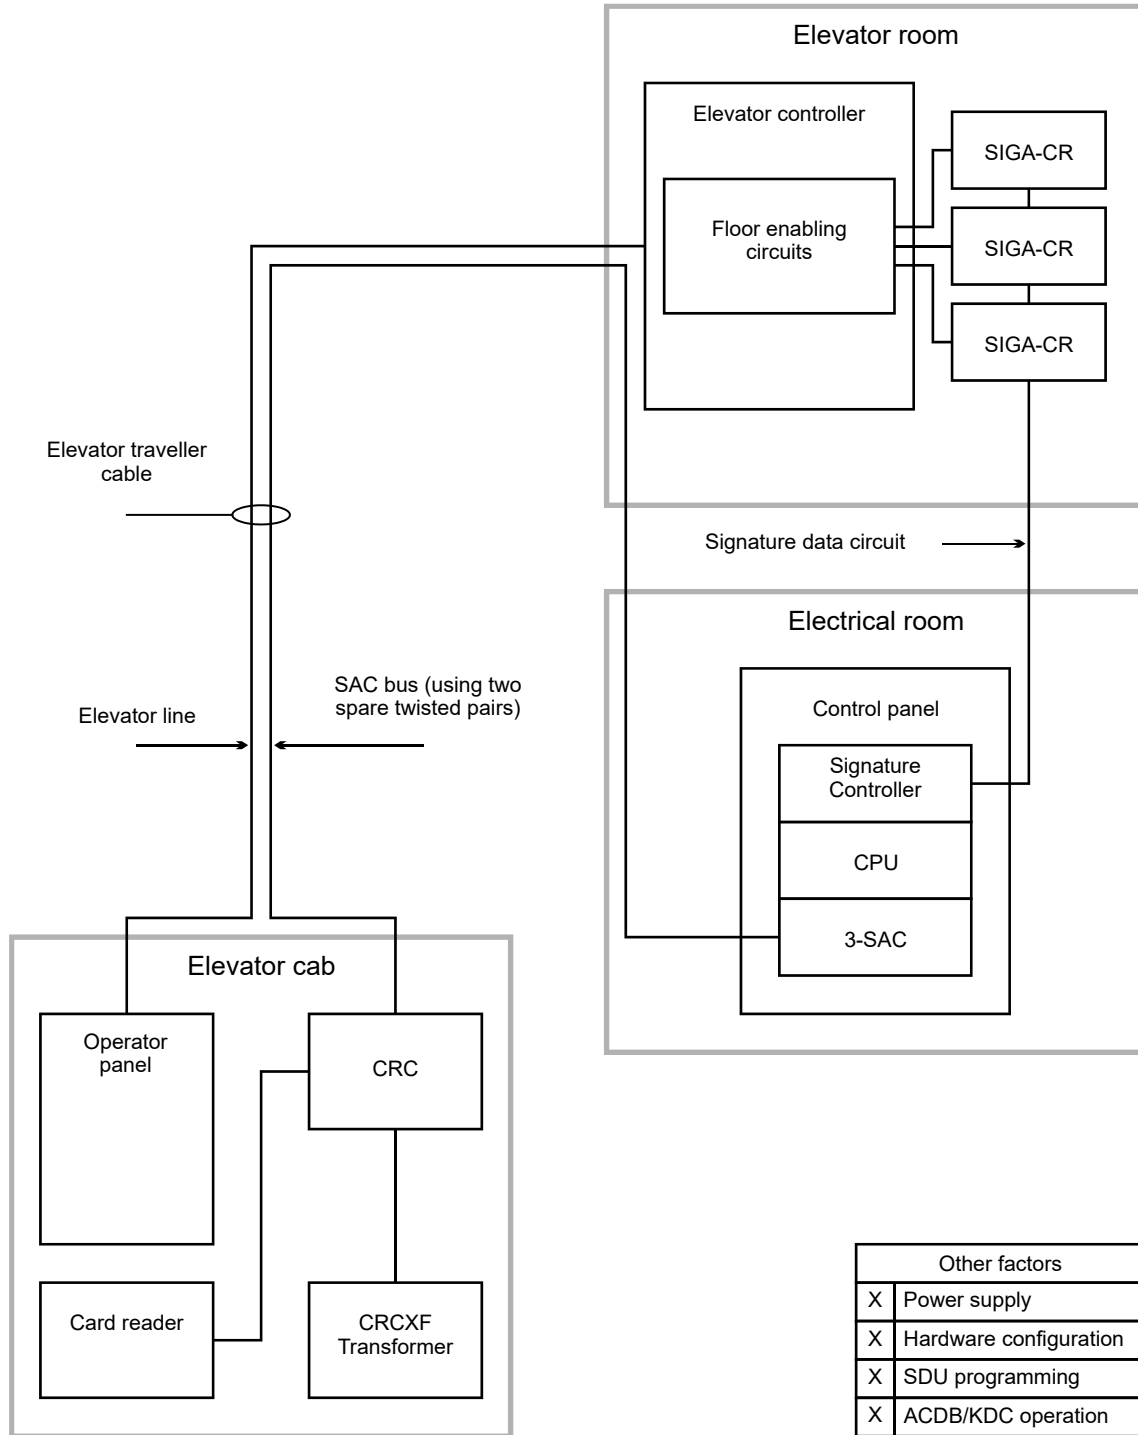 Elevator room
Elevator controller
SIGA-CR
Floor enabling
circuits
SIGA-CR
SIGA-CR
Elevator traveller
cable
Signature data circuit
Electrical room
SAC bus (using two
spare twisted pairs)
Elevator line
Control panel
Signature
Controller
CPU
3-SAC
Elevator cab
Operator
panel
CRC
Card reader
CRCXF
Transformer
Other factors
X Power supply
X Hardware configuration
X SDU programming
X ACDB/KDC operation